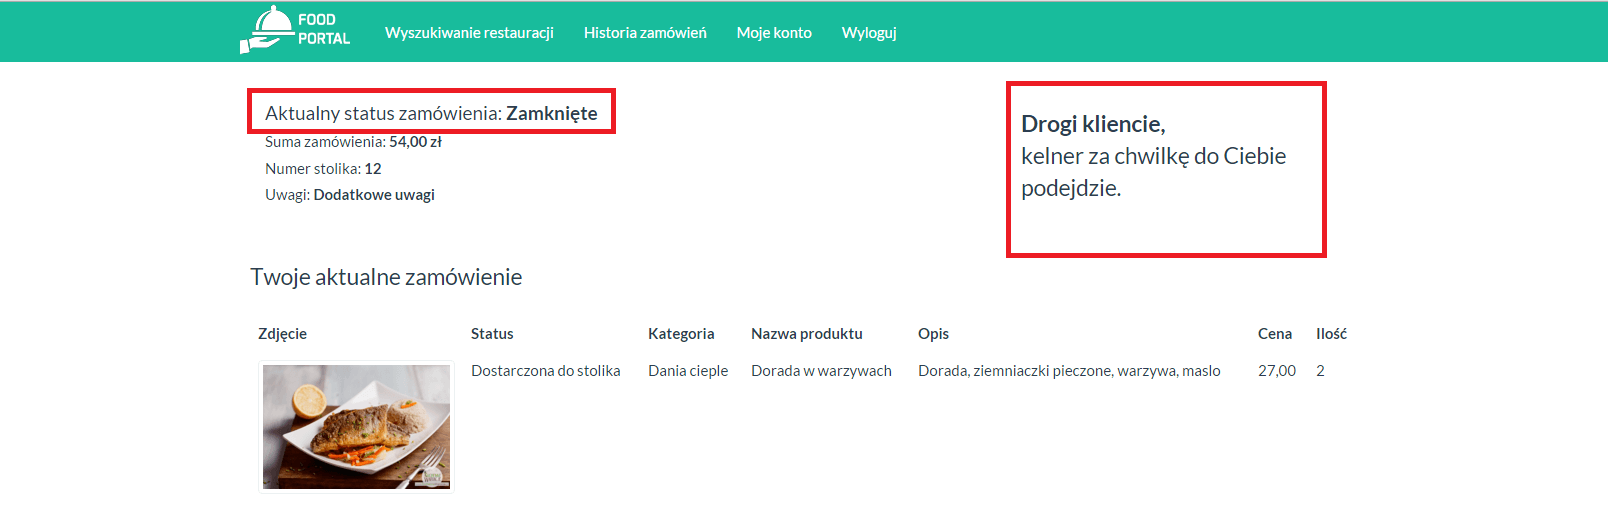 FOOD
PORTAL
Wyszukiwanie restauracji
Historia zamówień
Moje konto
Wyloguj
Aktualny status zamówienia: Zamknięte
Suma zamówienia: 54,00 zł
Numer stolika: 12
Uwagi: Dodatkowe uwagi
Drogi kliencie,
kelner za chwilkę do Ciebie
podejdzie.
Twoje aktualne zamówienie
Zdjęcie Status Kategoria Nazwa produktu Opis Cena Ilość
Dostarczona do stolika Dania cieple Dorada w warzywach Dorada, ziemniaczki pieczone, warzywa, maslo 27,00 2